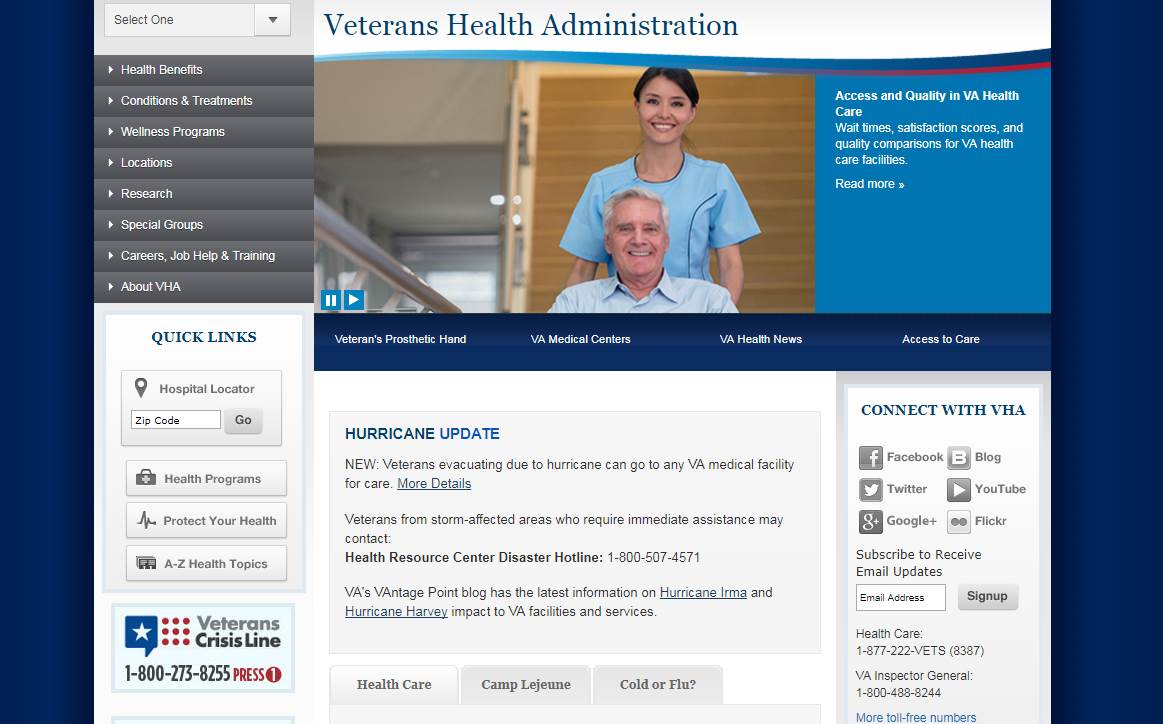 Select One
Health Benefits
Conditions & Treatments
Wellness Programs
Locations
Research
Special Groups
Careers, Job Help & Training
About VHA
QUICK LINKS
Hospital Locator
Zip Code
Go
Health Programs
Protect Your Health
A-Z Health Topics
Veterans
Crisis Line
1-800-273-8255 PRESS 1
Veterans Health Administration
Access and Quality in VA Health
Care
Wait times, satisfaction scores, and
quality comparisons for VA health
care facilities.
Read more »
Veteran's Prosthetic Hand
VA Medical Centers
VA Health News
Access to Care
HURRICANE UPDATE
NEW: Veterans evacuating due to hurricane can go to any VA medical facility
for care. More Details
Veterans from storm-affected areas who require immediate assistance may
contact:
Health Resource Center Disaster Hotline: 1-800-507-4571
VA's VAntage Point blog has the latest information on Hurricane Irma and
Hurricane Harvey impact to VA facilities and services.
Health Care
Camp Lejeune
Cold or Flu?
CONNECT WITH VHA
Facebook
Blog
Twitter
YouTube
Google+
Flickr
Subscribe to Receive
Email Updates
Email Address
Signup
Health Care:
1-877-222-VETS (8387)
VA Inspector General:
1-800-488-8244
More toll-free numbers